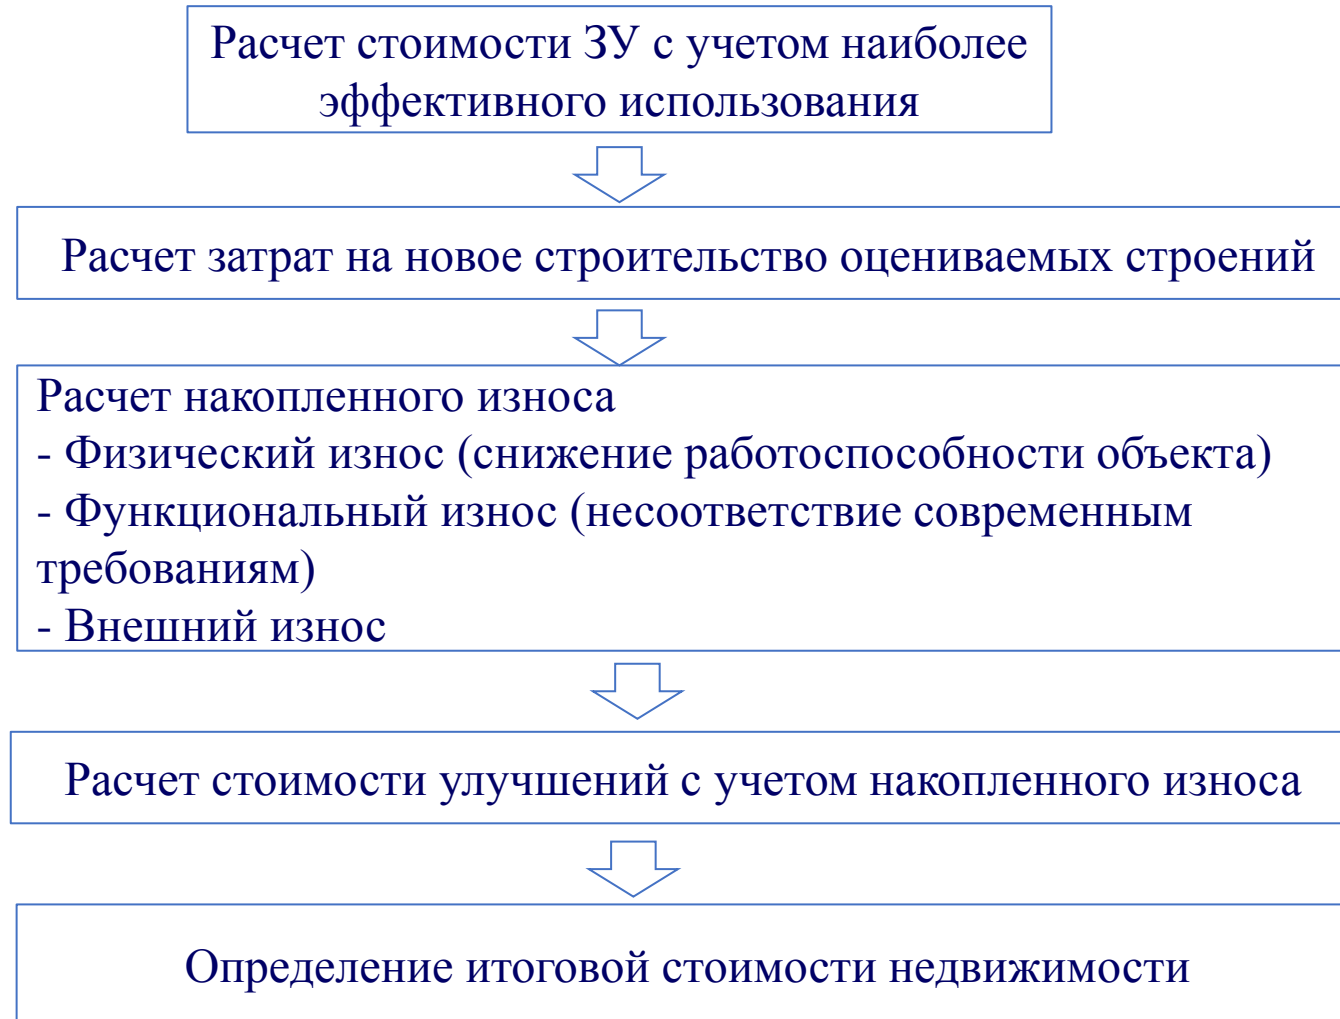 Расчет стоимости ЗУ с учетом наиболее
эффективного использования
Расчет затрат на новое строительство оцениваемых строений
Расчет накопленного износа
- Физический износ (снижение работоспособности объекта)
- Функциональный износ (несоответствие современным
требованиям)
- Внешний износ
Расчет стоимости улучшений с учетом накопленного износа
Определение итоговой стоимости недвижимости